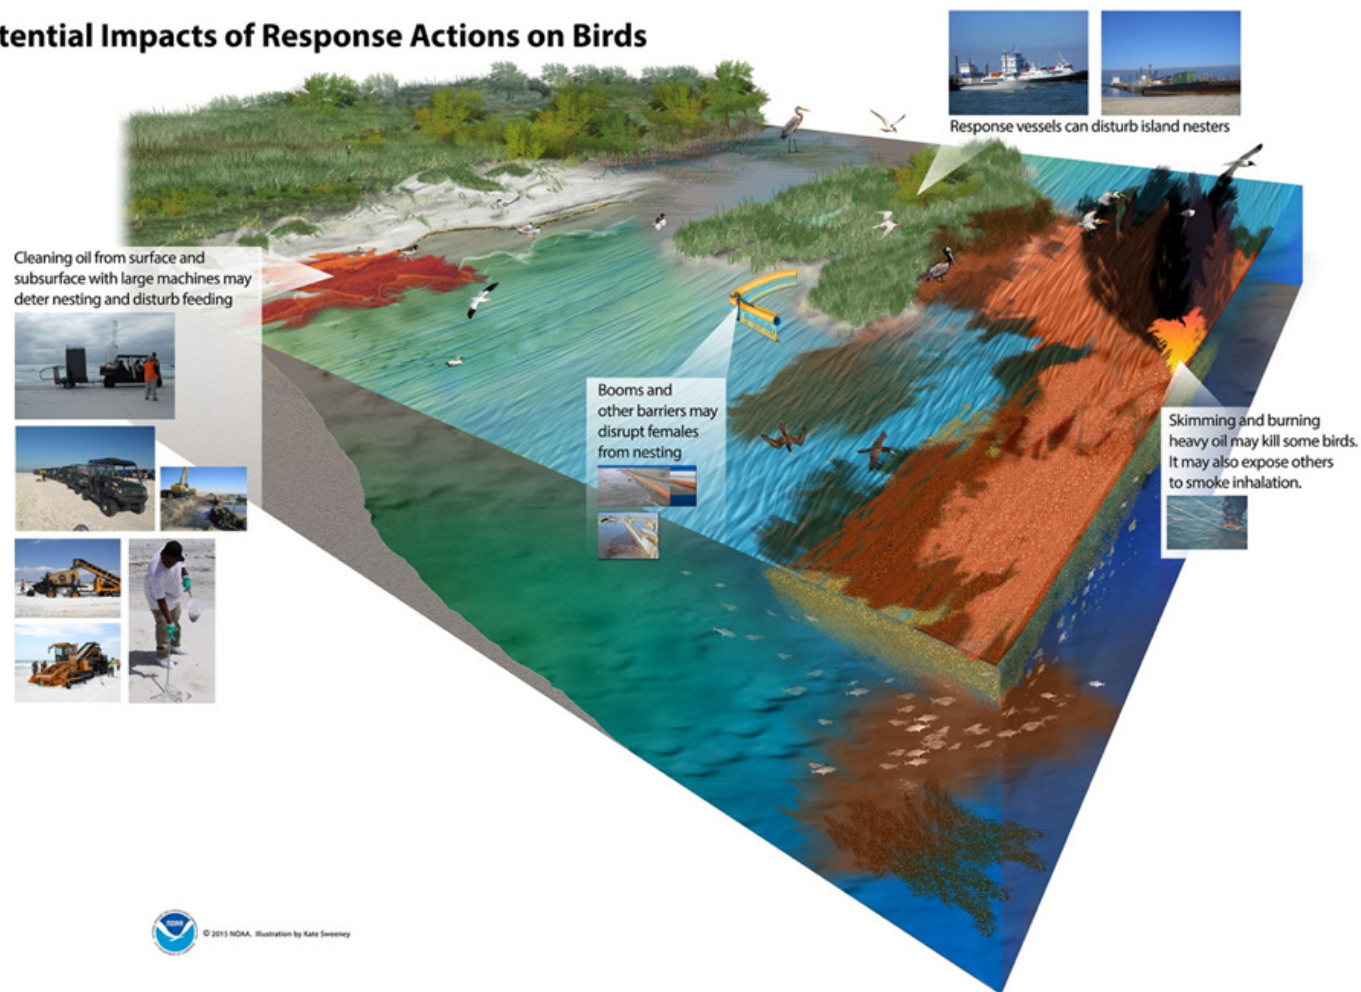 tential Impacts of Response Actions on Birds
Response vessels can disturb island nesters
Cleaning oil from surface and
subsurface with large machines may
deter nesting and disturb feeding
Booms and
other barriers may
disrupt females
from nesting
Skimming and burning
heavy oil may kill some birds.
It may also expose others
to smoke inhalation.
NOAA
© 2015 NOAA. Illustration by Kate Sweeney